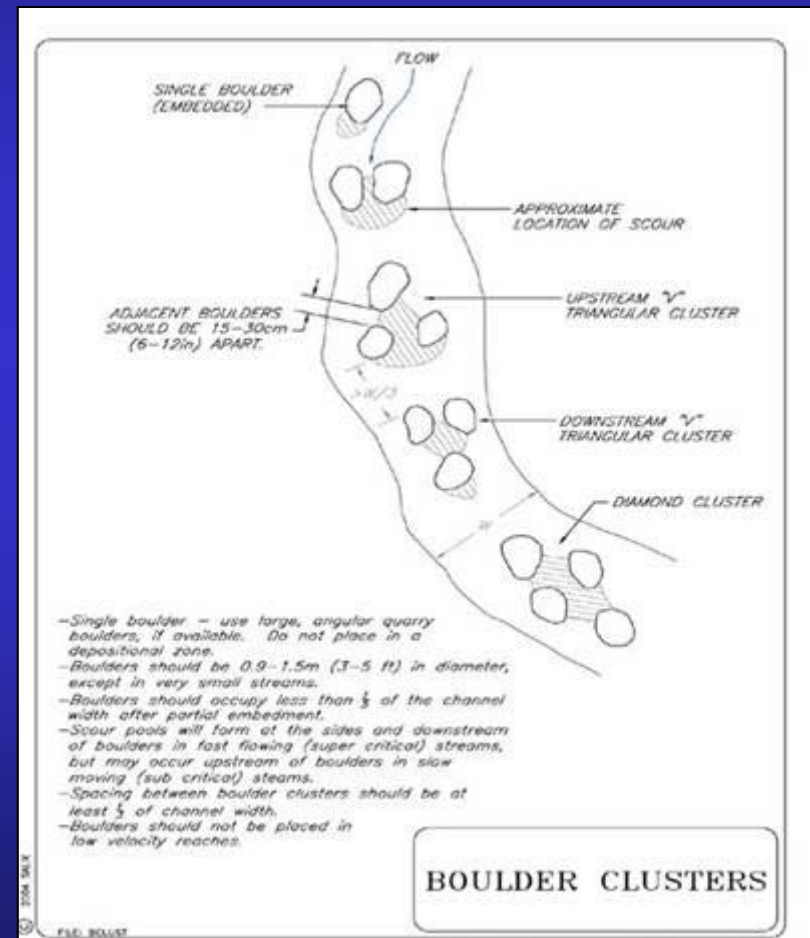 FLOW
SINGLE BOULDER
(EMBEDDED)
APPROXIMATE
LOCATION OF SCOUR
ADJACENT BOULDERS
SHOULD BE 15-30cm
(6-12in) APART.
UPSTREAM "V"
TRIANGULAR CLUSTER
>W/3
DOWNSTREAM "V"
TRIANGULAR CLUSTER
DIAMOND CLUSTER
W
-Single boulder - use large, angular quarry
boulders, if available. Do not place in a
depositional zone.
-Boulders should be 0.9-1.5m (3-5 ft) in diameter,
except in very small streams.
-Boulders should occupy less than ⅓ of the channel
width after partial embedment.
-Scour pools will form at the sides and downstream
of boulders in fast flowing (super critical) streams,
but may occur upstream of boulders in slow
moving (sub critical) steams.
-Spacing between boulder clusters should be at
least ⅓ of channel width.
-Boulders should not be placed in
low velocity reaches.
BOULDER CLUSTERS
© 2004 SALIX
FILE: BCLUST